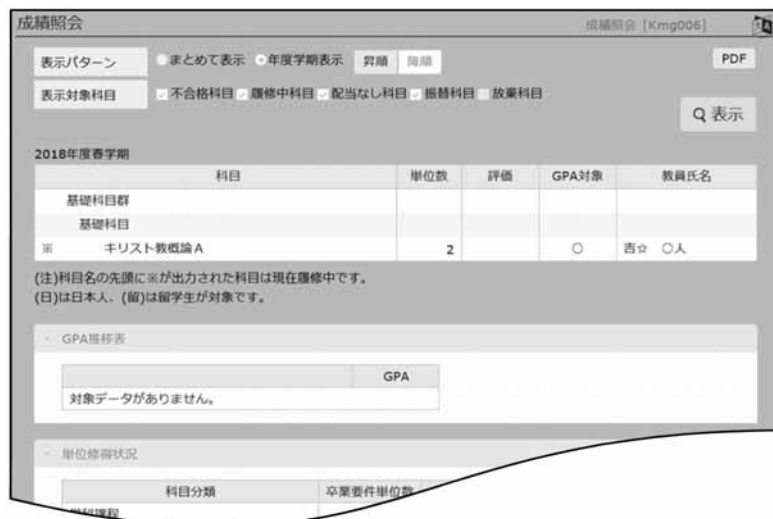 成績照会 成績照会 [Kmg006]
表示パターン まとめて表示 年度学期表示 昇順 降順 PDF
表示対象科目 不合格科目 履修中科目 配当なし科目 振替科目 放棄科目
表示
2018年度春学期
科目 単位数 評価 GPA対象 教員氏名
基礎科目群
基礎科目
※ キリスト教概論A 2 ○ 吉☆ ○人
(注)科目名の先頭に※が出力された科目は現在履修中です。
(日)は日本人、(留)は留学生が対象です。
GPA推移表
GPA
対象データがありません。
単位修得状況
科目分類 卒業要件単位数